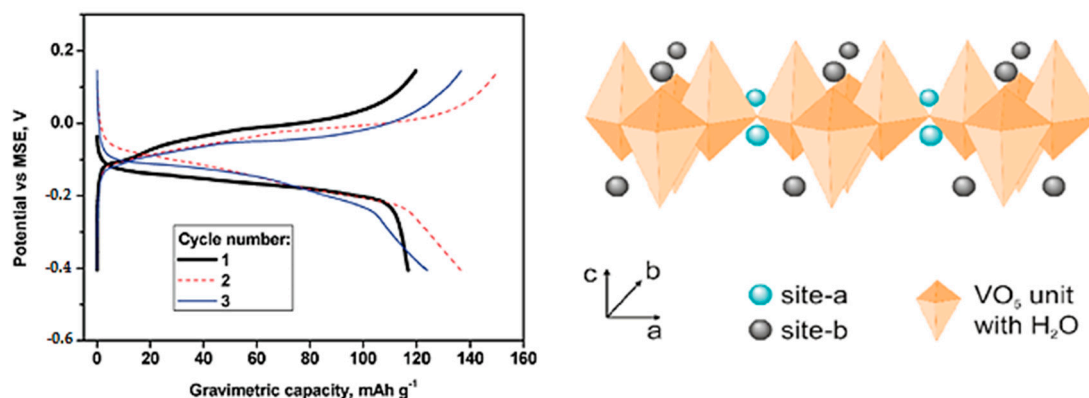 0.2
0.0
-0.2
-0.4
-0.6
Potential vs MSE, V
Cycle number:
1
2
3
0 20 40 60 80 100 120 140 160
Gravimetric capacity, mAh g⁻¹
c
b
a
site-a
site-b
VO₅ unit
with H₂O